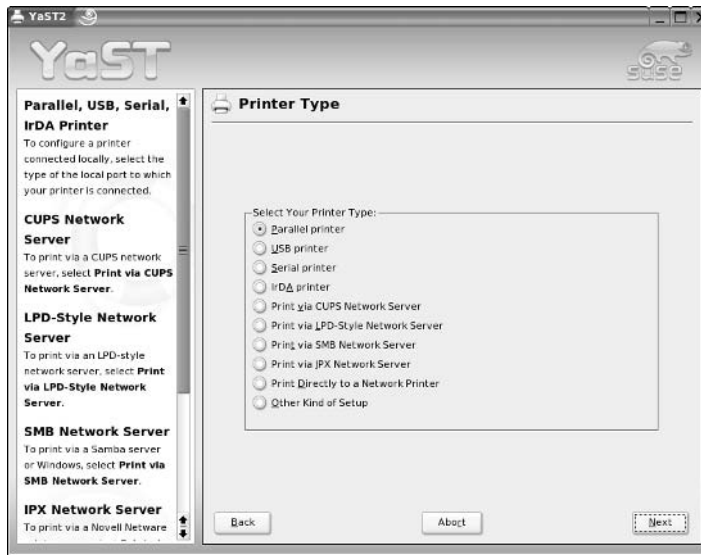 YaST2
YaST
suse
Parallel, USB, Serial,
IrDA Printer
To configure a printer
connected locally, select the
type of the local port to which
your printer is connected.
CUPS Network
Server
To print via a CUPS network
server, select Print via CUPS
Network Server.
LPD-Style Network
Server
To print via an LPD-style
network server, select Print
via LPD-Style Network
Server.
SMB Network Server
To print via a Samba server
or Windows, select Print via
SMB Network Server.
IPX Network Server
To print via a Novell Netware
Printer Type
Select Your Printer Type:
Parallel printer
USB printer
Serial printer
IrDA printer
Print via CUPS Network Server
Print via LPD-Style Network Server
Print via SMB Network Server
Print via IPX Network Server
Print Directly to a Network Printer
Other Kind of Setup
Back
Abort
Next